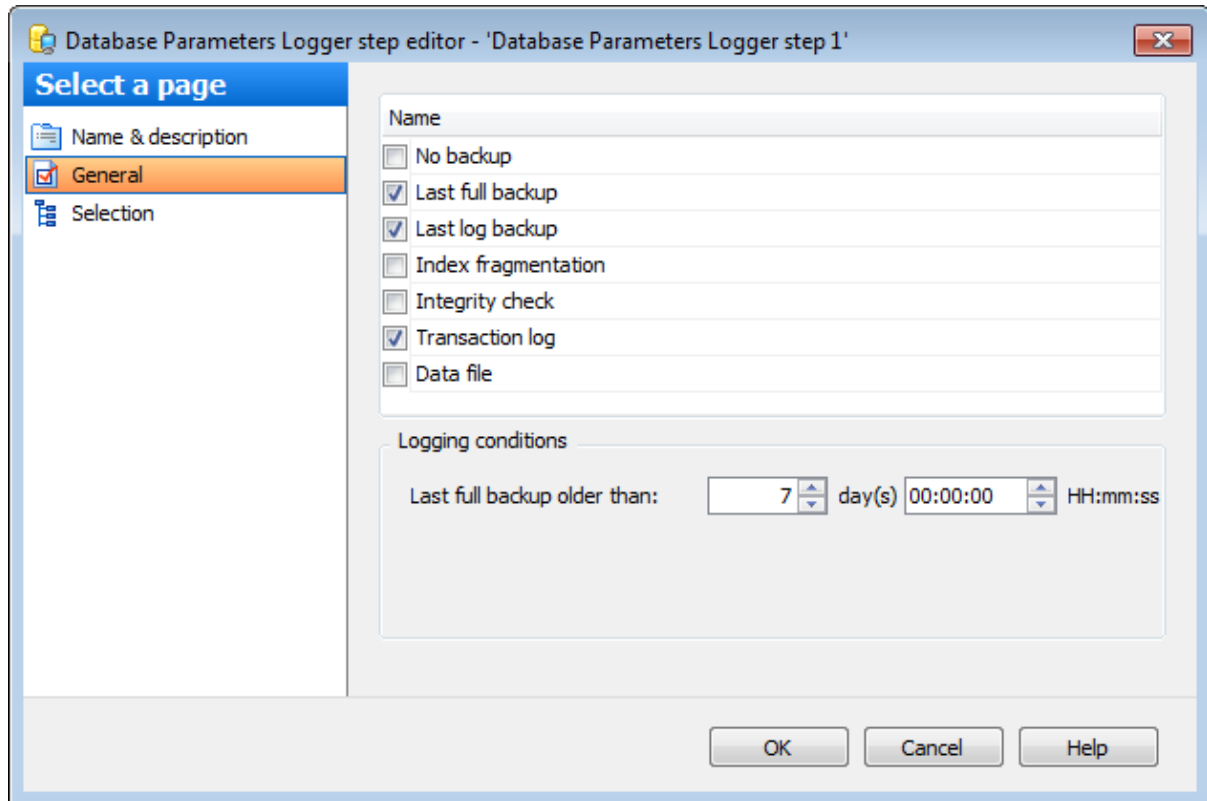 Database Parameters Logger step editor - 'Database Parameters Logger step 1'
Select a page
Name & description
General
Selection
Name
No backup
Last full backup
Last log backup
Index fragmentation
Integrity check
Transaction log
Data file
Logging conditions
Last full backup older than: 7 day(s) 00:00:00 HH:mm:ss
OK Cancel Help